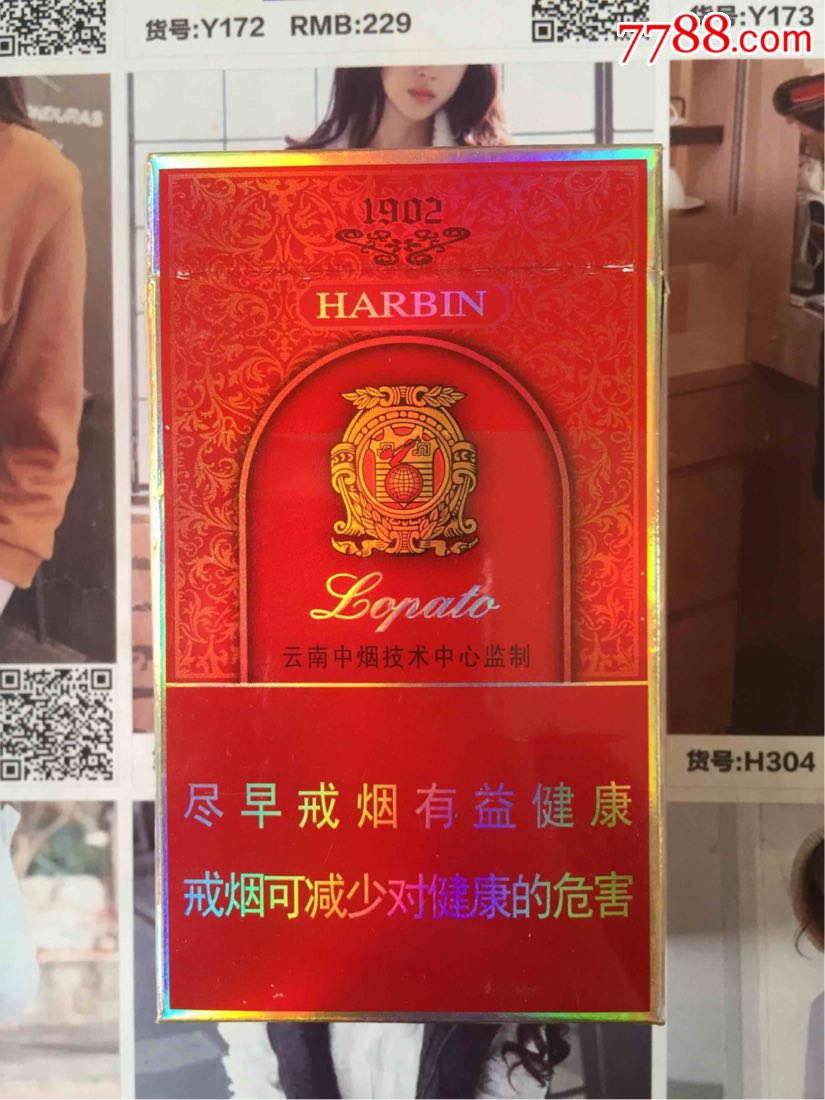 货号:Y172 RMB:229
货号:Y173
7788.com
ONDURAS
1902
HARBIN
Lopato
云南中烟技术中心监制
货号:H304
尽早戒烟有益健康
戒烟可减少对健康的危害